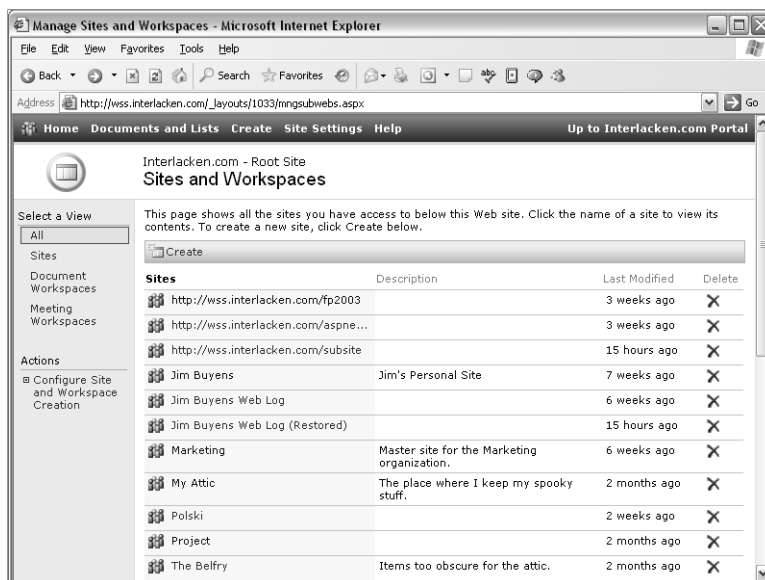 Manage Sites and Workspaces - Microsoft Internet Explorer
File Edit View Favorites Tools Help
Back Search Favorites
Address http://wss.interlacken.com/_layouts/1033/mngsubwebs.aspx Go
Home Documents and Lists Create Site Settings Help Up to Interlacken.com Portal
Interlacken.com - Root Site
Sites and Workspaces
Select a View
All
Sites
Document
Workspaces
Meeting
Workspaces
Actions
Configure Site
and Workspace
Creation
This page shows all the sites you have access to below this Web site. Click the name of a site to view its
contents. To create a new site, click Create below.
Create
Sites Description Last Modified Delete
http://wss.interlacken.com/fp2003 3 weeks ago
http://wss.interlacken.com/aspne... 3 weeks ago
http://wss.interlacken.com/subsite 15 hours ago
Jim Buyens Jim's Personal Site 7 weeks ago
Jim Buyens Web Log 6 weeks ago
Jim Buyens Web Log (Restored) 15 hours ago
Marketing Master site for the Marketing 6 weeks ago
organization.
My Attic The place where I keep my spooky 2 months ago
stuff.
Polski 2 weeks ago
Project 2 months ago
The Belfry Items too obscure for the attic. 2 months ago